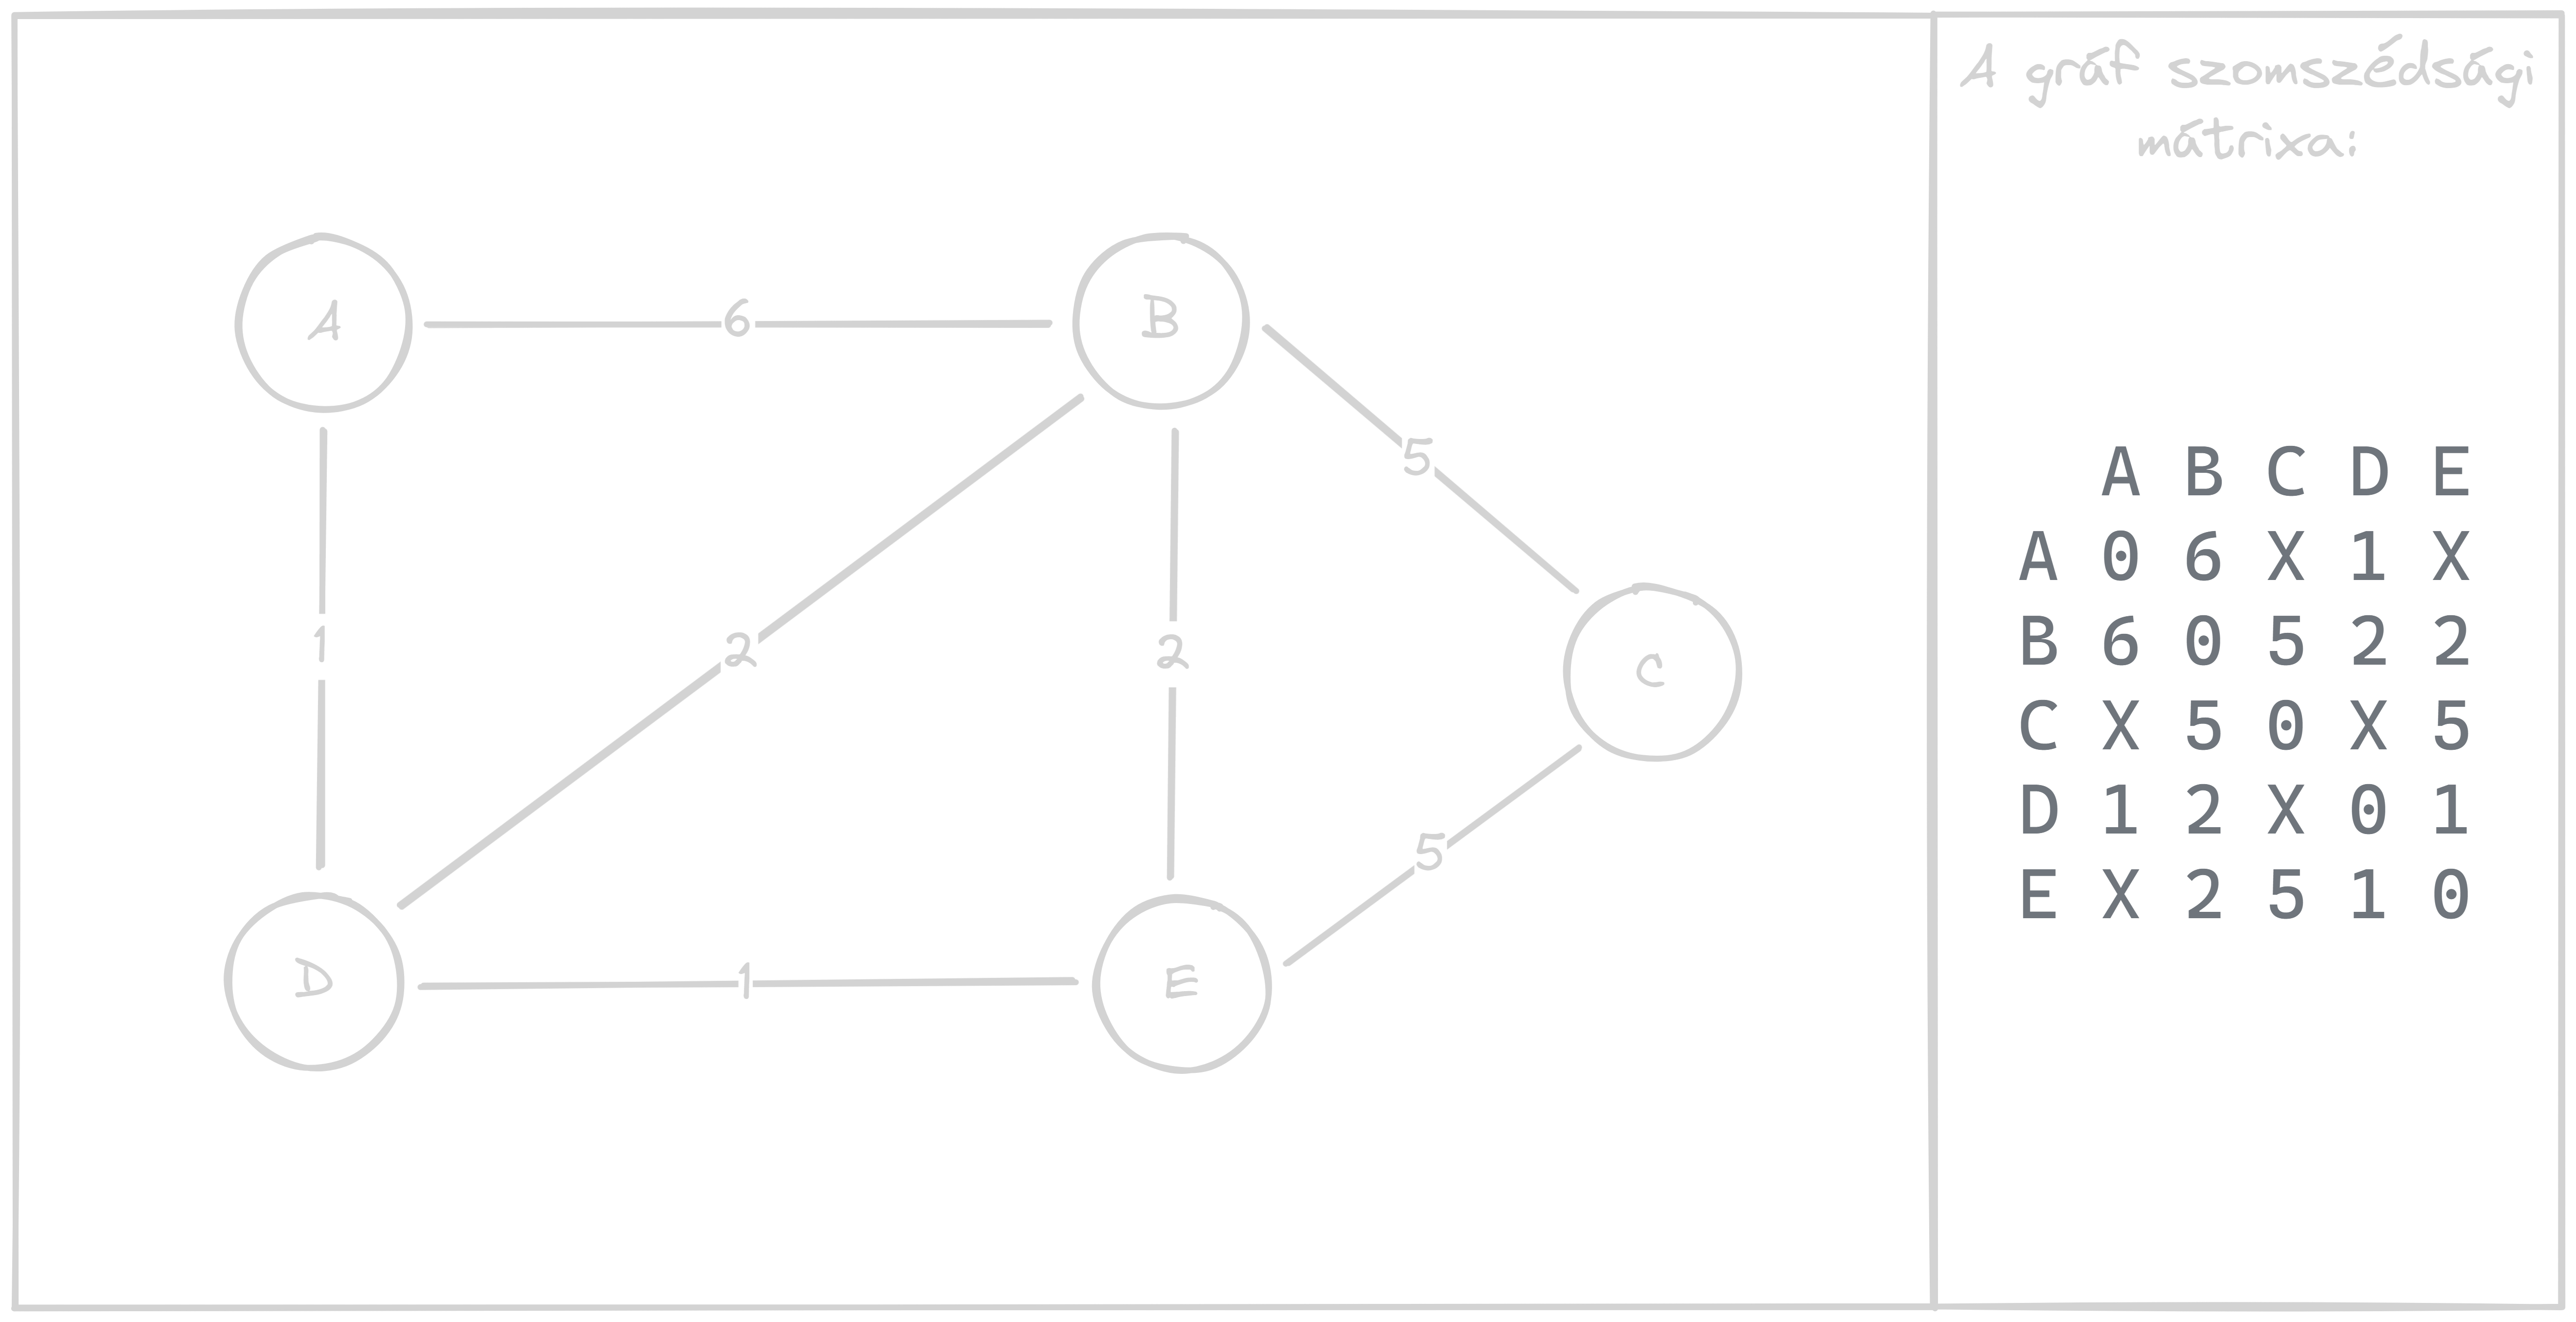 A gráf szomszédsági
mátrixa:
A
6
B
5
1
2
2
C
5
D
1
E
A B C D E
A 0 6 X 1 X
B 6 0 5 2 2
C X 5 0 X 5
D 1 2 X 0 1
E X 2 5 1 0